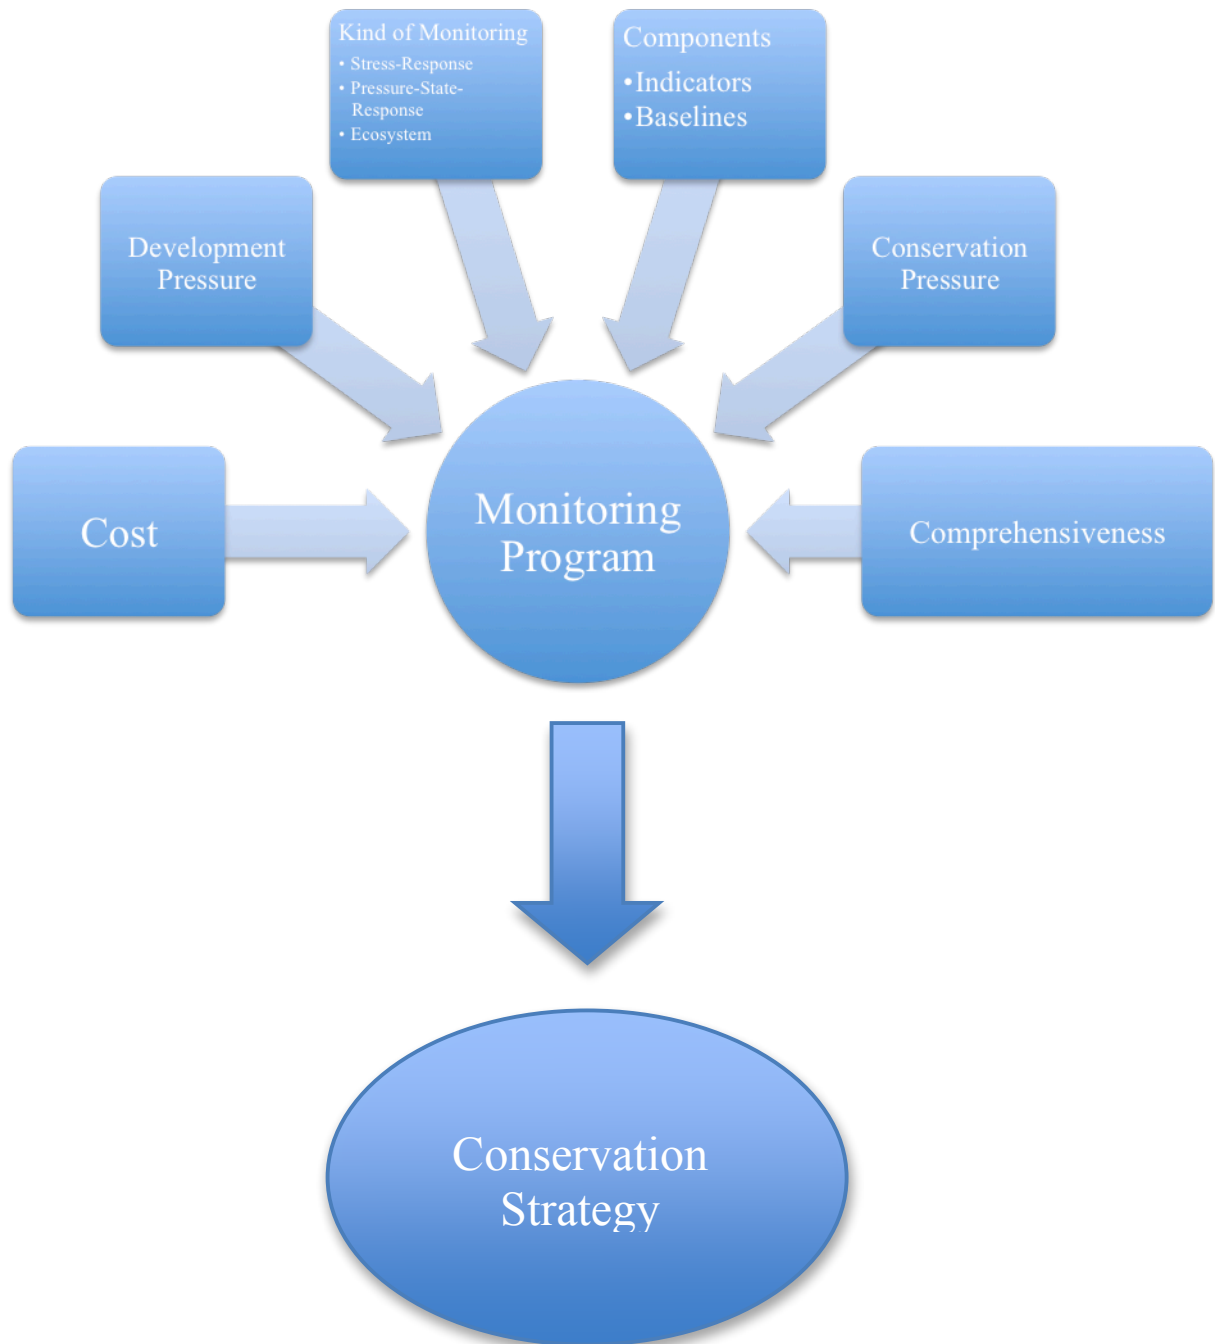 Kind of Monitoring
• Stress-Response
• Pressure-State-
Response
• Ecosystem
Components
•Indicators
•Baselines
Development
Pressure
Conservation
Pressure
Cost
Monitoring
Program
Comprehensiveness
Conservation
Strategy